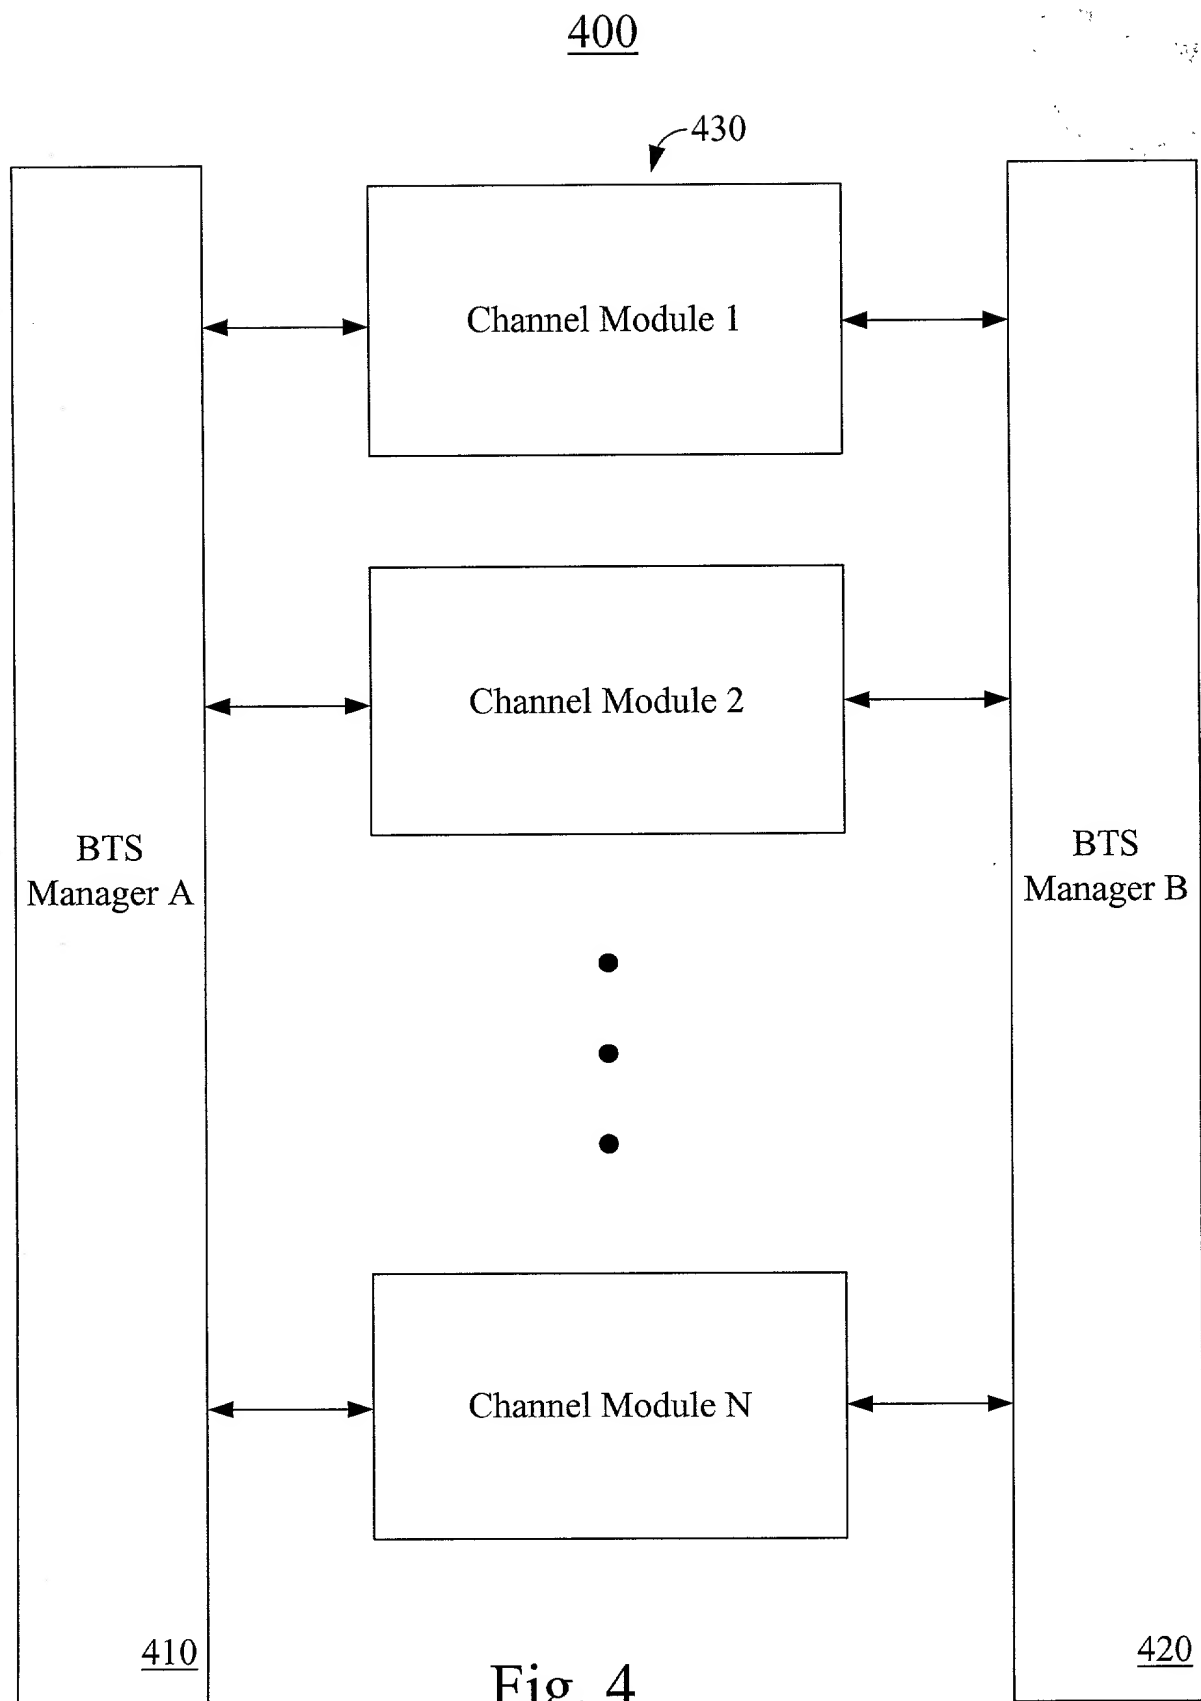 400
430
Channel Module 1
Channel Module 2
BTS
Manager A
BTS
Manager B
Channel Module N
410
420
Fig. 4